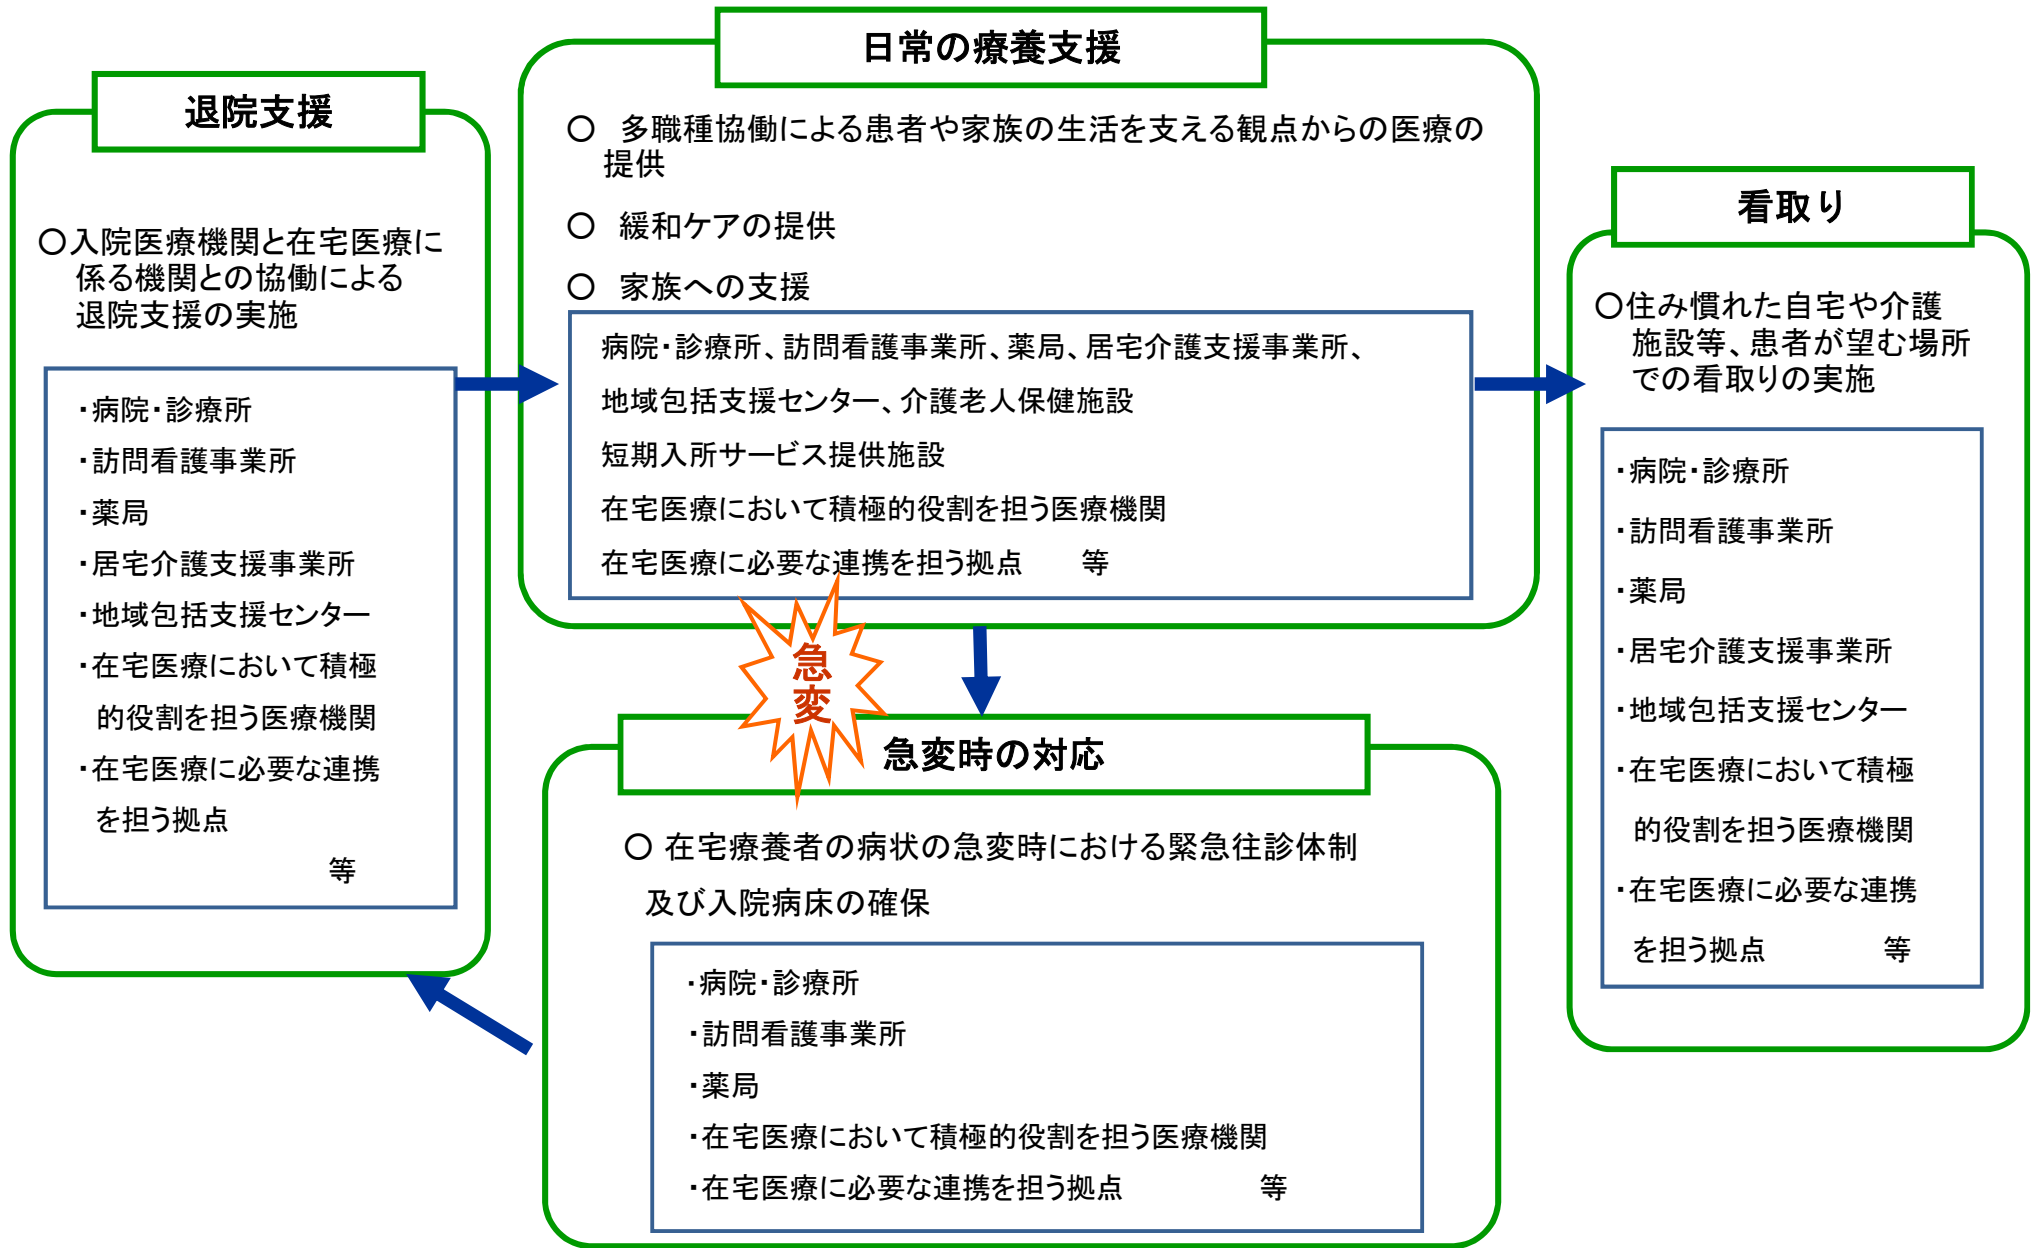 退院支援
〇入院医療機関と在宅医療に
係る機関との協働による
退院支援の実施
・病院・診療所
・訪問看護事業所
・薬局
・居宅介護支援事業所
・地域包括支援センター
・在宅医療において積極
的役割を担う医療機関
・在宅医療に必要な連携
を担う拠点
等
日常の療養支援
〇 多職種協働による患者や家族の生活を支える観点からの医療の
提供
〇 緩和ケアの提供
〇 家族への支援
病院・診療所、訪問看護事業所、薬局、居宅介護支援事業所、
地域包括支援センター、介護老人保健施設
短期入所サービス提供施設
在宅医療において積極的役割を担う医療機関
在宅医療に必要な連携を担う拠点 等
急変
急変時の対応
〇 在宅療養者の病状の急変時における緊急往診体制
及び入院病床の確保
・病院・診療所
・訪問看護事業所
・薬局
・在宅医療において積極的役割を担う医療機関
・在宅医療に必要な連携を担う拠点 等
看取り
〇住み慣れた自宅や介護
施設等、患者が望む場所
での看取りの実施
・病院・診療所
・訪問看護事業所
・薬局
・居宅介護支援事業所
・地域包括支援センター
・在宅医療において積極
的役割を担う医療機関
・在宅医療に必要な連携
を担う拠点 等